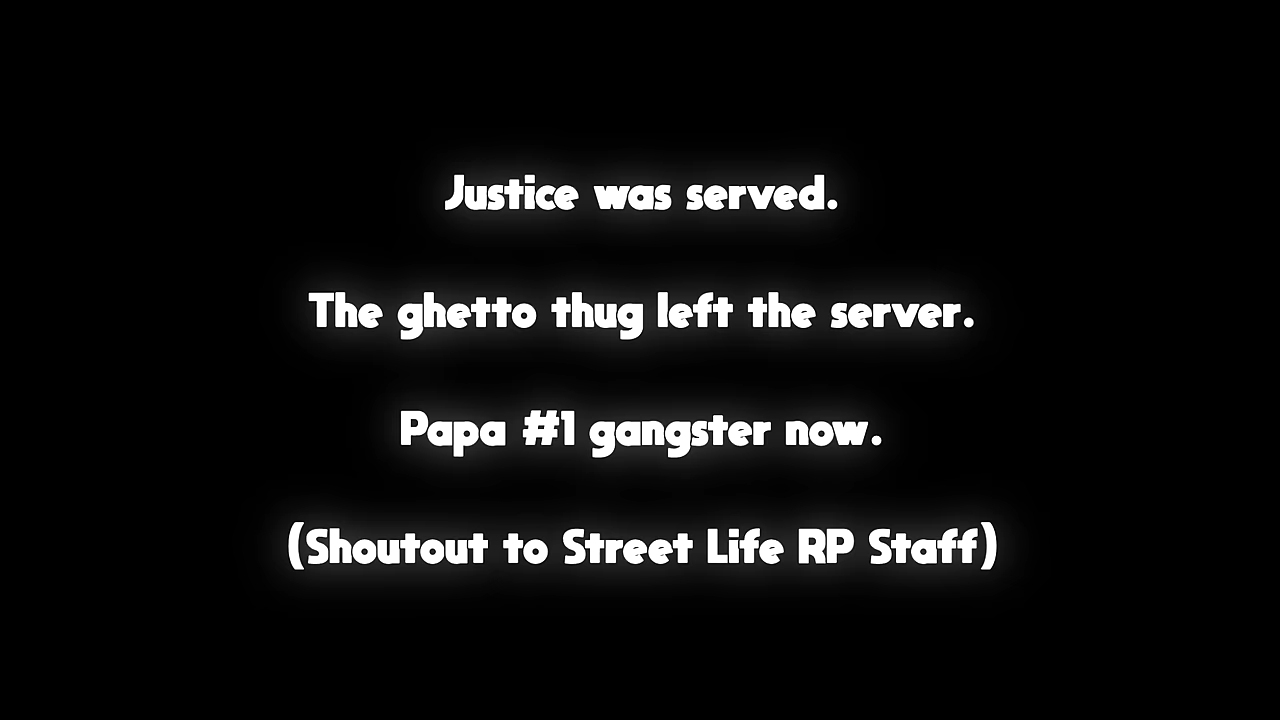 Justice was served.
The ghetto thug left the server.
Papa #1 gangster now.
(Shoutout to Street Life RP Staff)